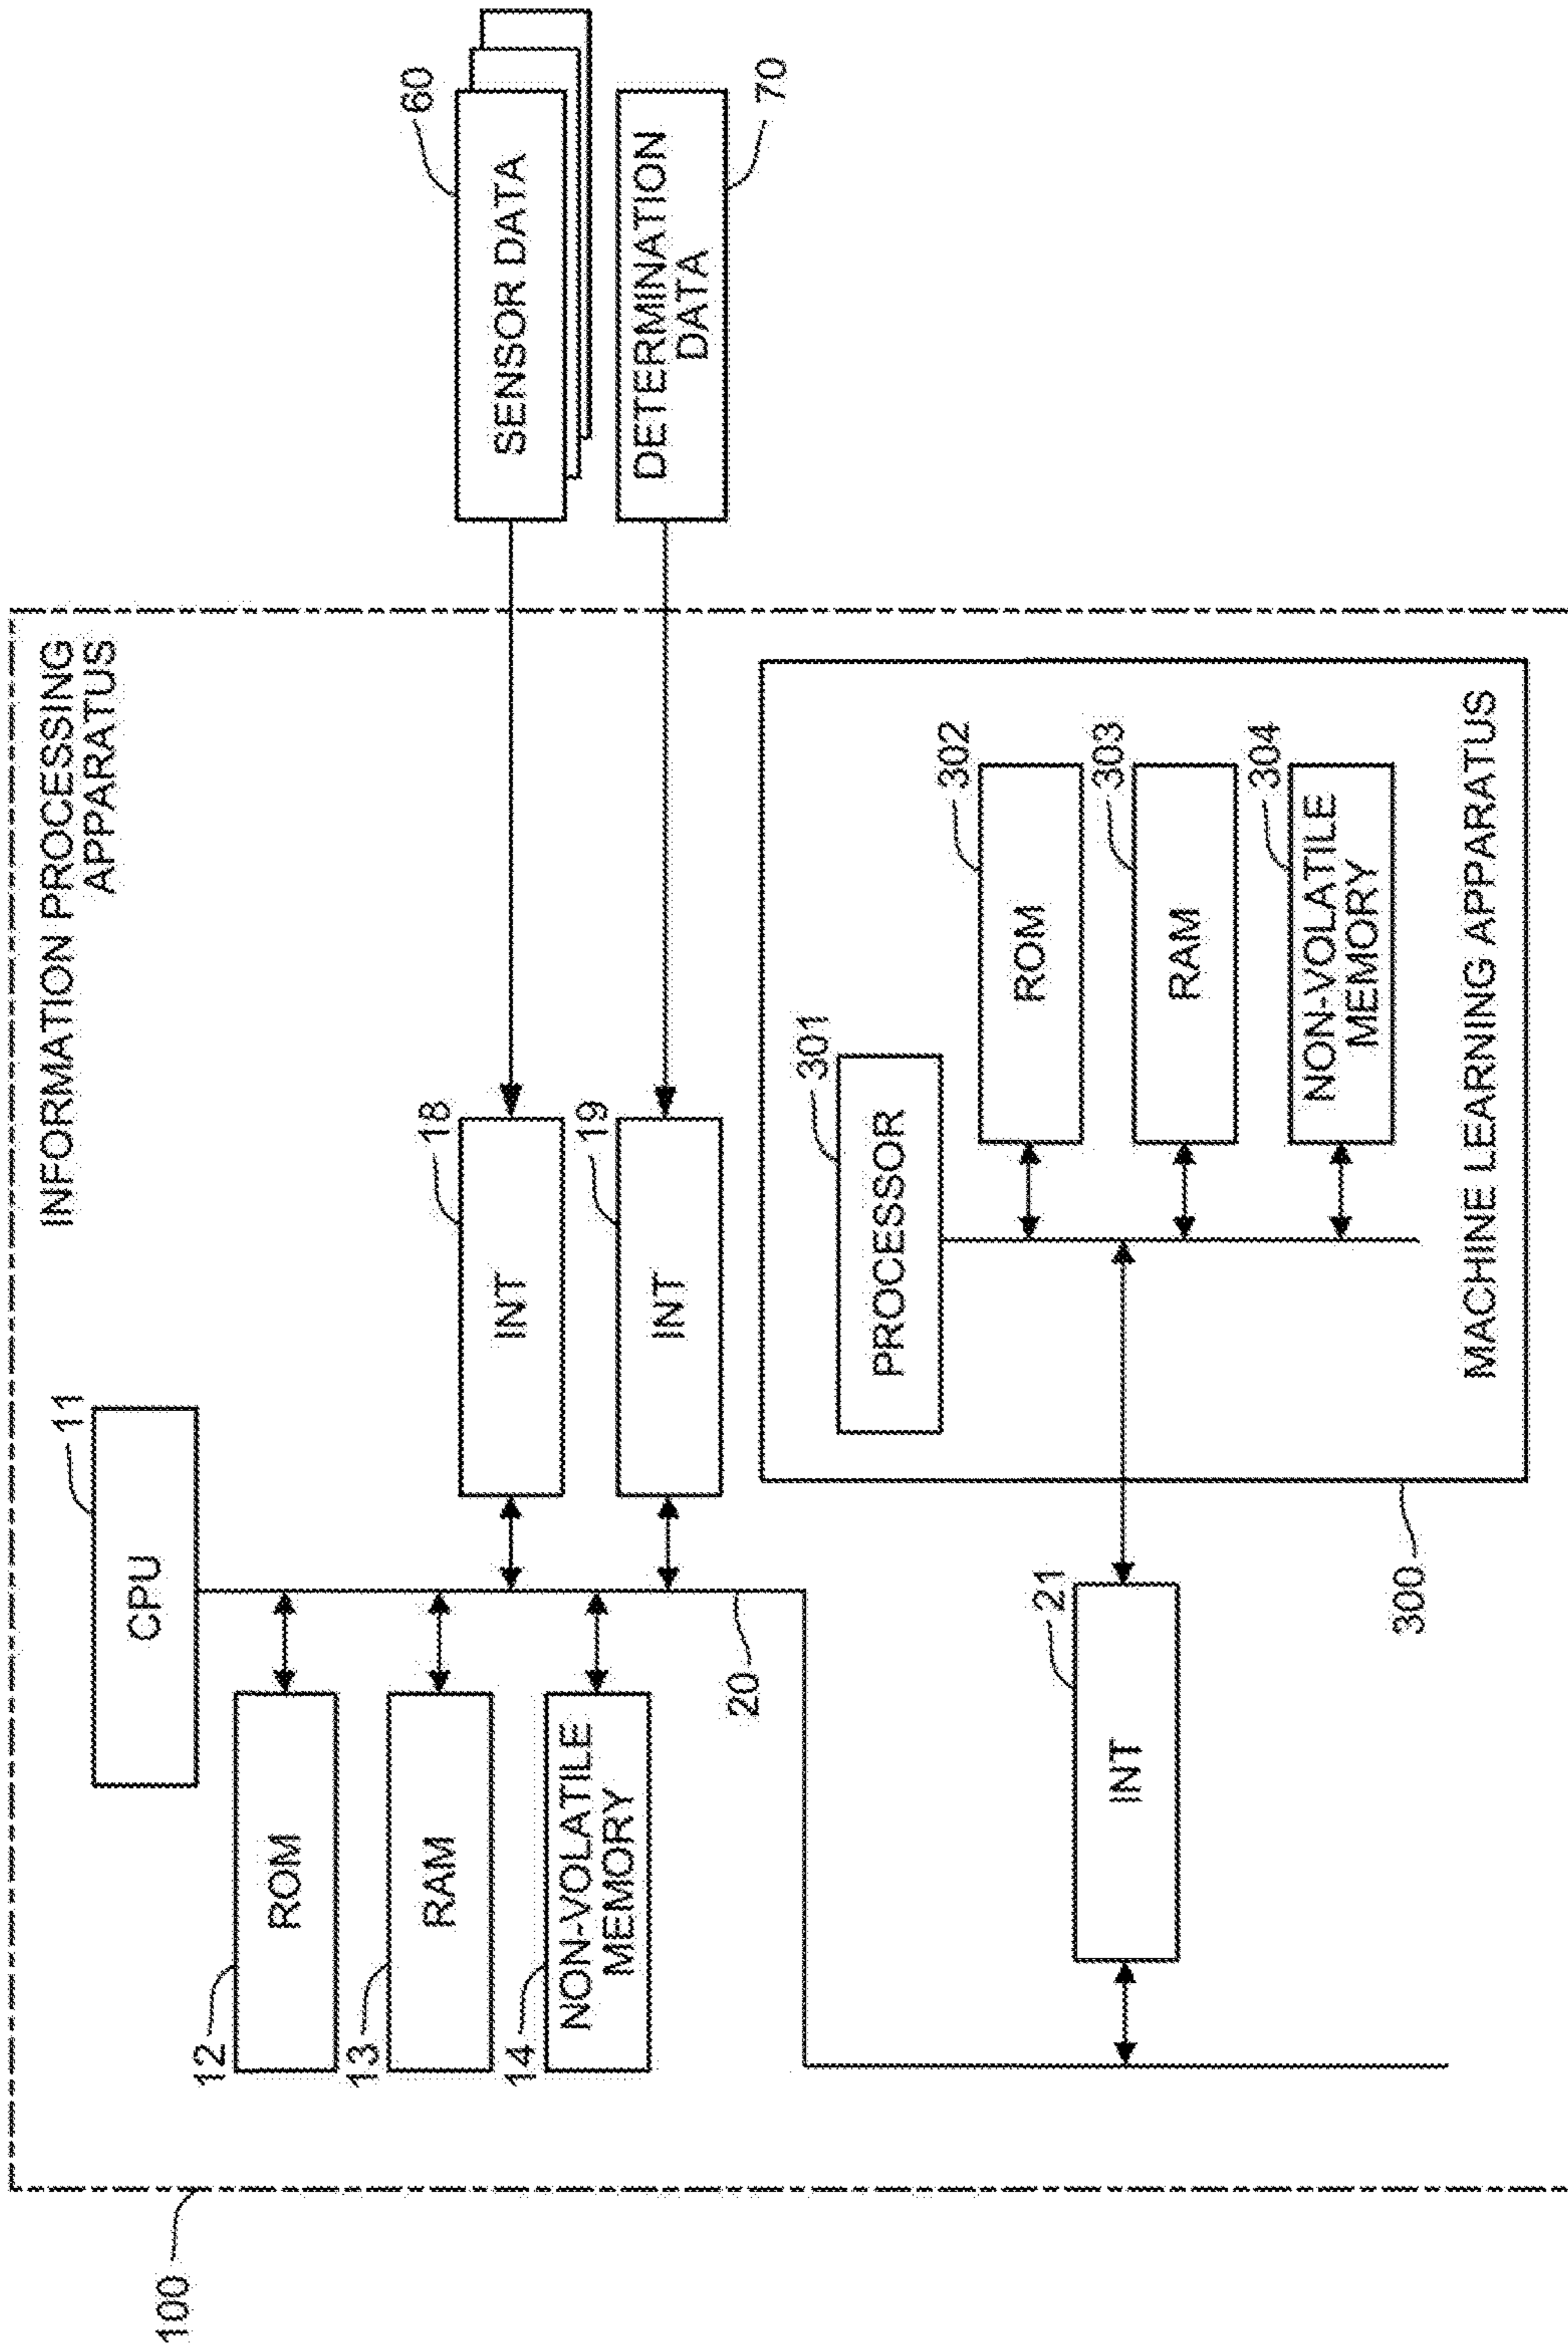 100
INFORMATION PROCESSING
APPARATUS
11
CPU
12
ROM
13
RAM
14
NON-VOLATILE
MEMORY
18
INT
19
INT
60
SENSOR DATA
DETERMINATION
DATA
70
20
21
INT
300
301
PROCESSOR
302
ROM
303
RAM
304
NON-VOLATILE
MEMORY
MACHINE LEARNING APPARATUS